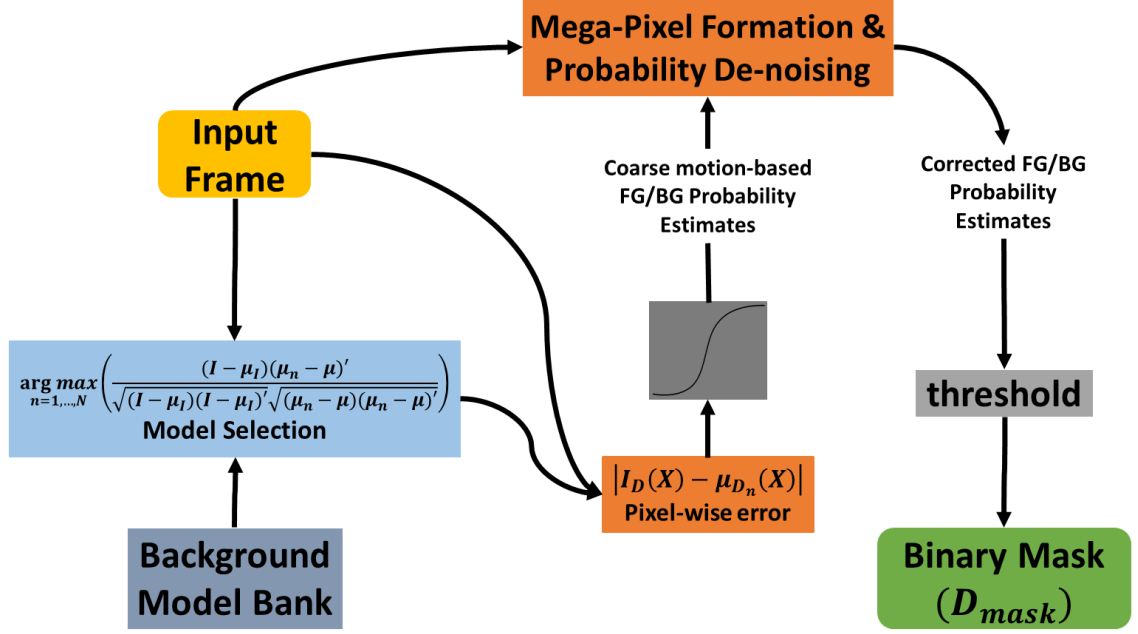 Mega-Pixel Formation &
Probability De-noising
Input
Frame
Coarse motion-based
FG/BG Probability
Estimates
Corrected FG/BG
Probability
Estimates
arg max_{n=1,…,N} ( (I − μ_I)(μ_n − μ)′ / √((I − μ_I)(I − μ_I)′) √((μ_n − μ)(μ_n − μ)′) )
Model Selection
threshold
|I_D(X) − μ_{D_n}(X)|
Pixel-wise error
Background
Model Bank
Binary Mask
(D_mask)